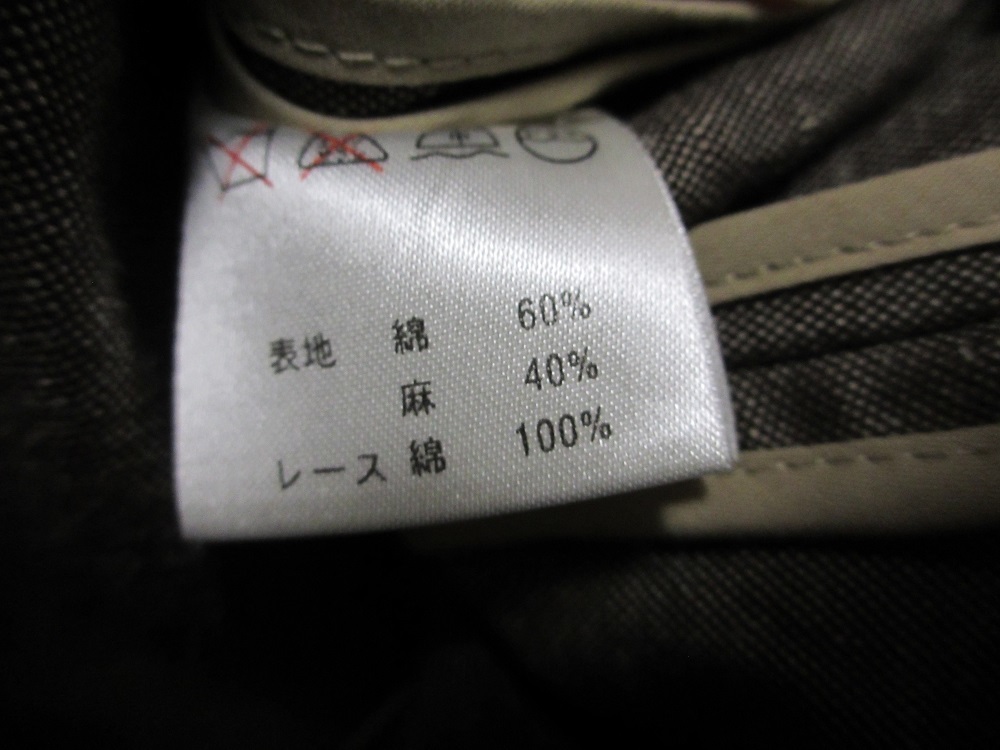 表地 綿 60%
麻 40%
レース 綿 100%